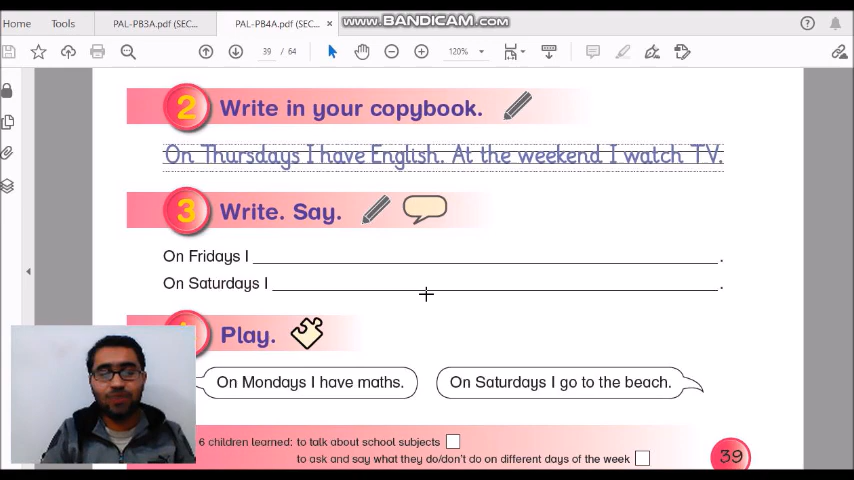 WWW.BANDICAM.COM
Home
Tools
PAL-PB3A.pdf (SEC...
PAL-PB4A.pdf (SEC... ×
39 / 64
120%
2 Write in your copybook.
On Thursdays I have English. At the weekend I watch TV.
3 Write. Say.
On Fridays I .
On Saturdays I .
Play.
On Mondays I have maths.
On Saturdays I go to the beach.
6 children learned: to talk about school subjects
to ask and say what they do/don't do on different days of the week
39